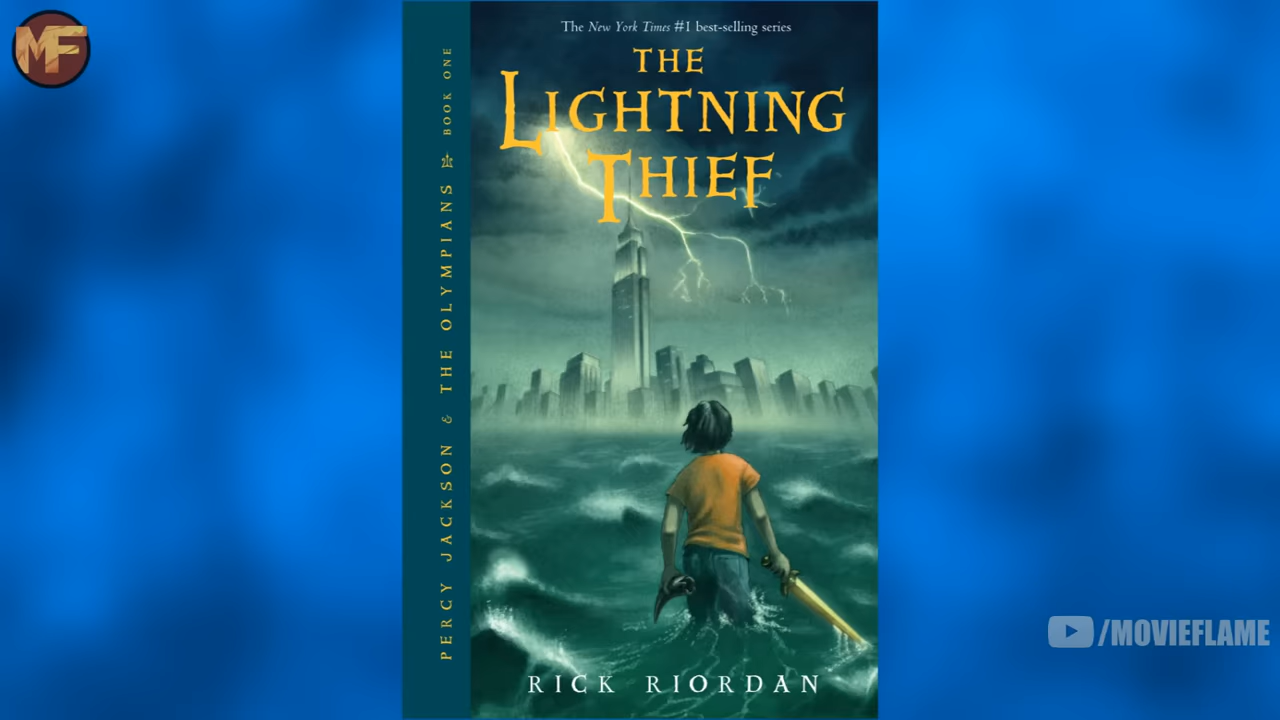 MF
The New York Times #1 best-selling series
THE
LIGHTNING
THIEF
PERCY JACKSON & THE OLYMPIANS BOOK ONE
RICK RIORDAN
/MOVIEFLAME